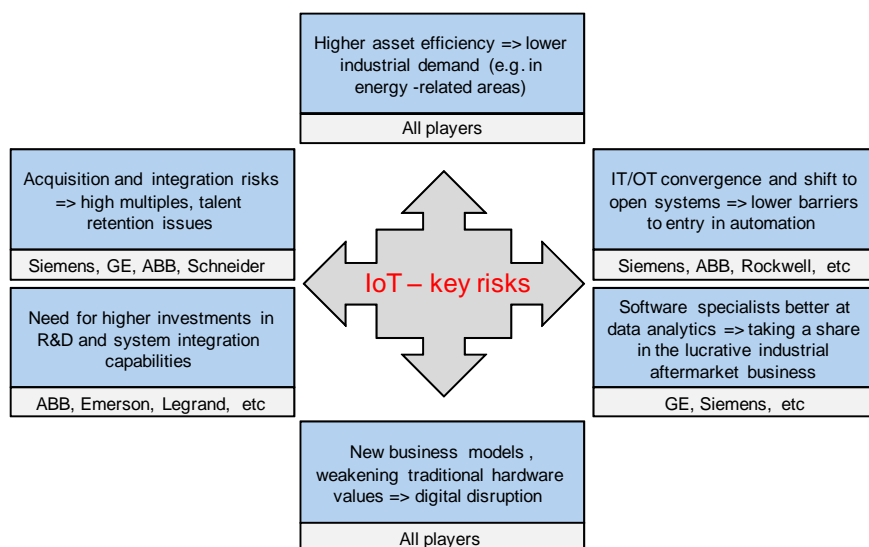 Higher asset efficiency => lower
industrial demand (e.g. in
energy -related areas)
All players
Acquisition and integration risks
=> high multiples, talent
retention issues
Siemens, GE, ABB, Schneider
IT/OT convergence and shift to
open systems => lower barriers
to entry in automation
Siemens, ABB, Rockwell, etc
IoT – key risks
Need for higher investments in
R&D and system integration
capabilities
ABB, Emerson, Legrand, etc
Software specialists better at
data analytics => taking a share
in the lucrative industrial
aftermarket business
GE, Siemens, etc
New business models ,
weakening traditional hardware
values => digital disruption
All players